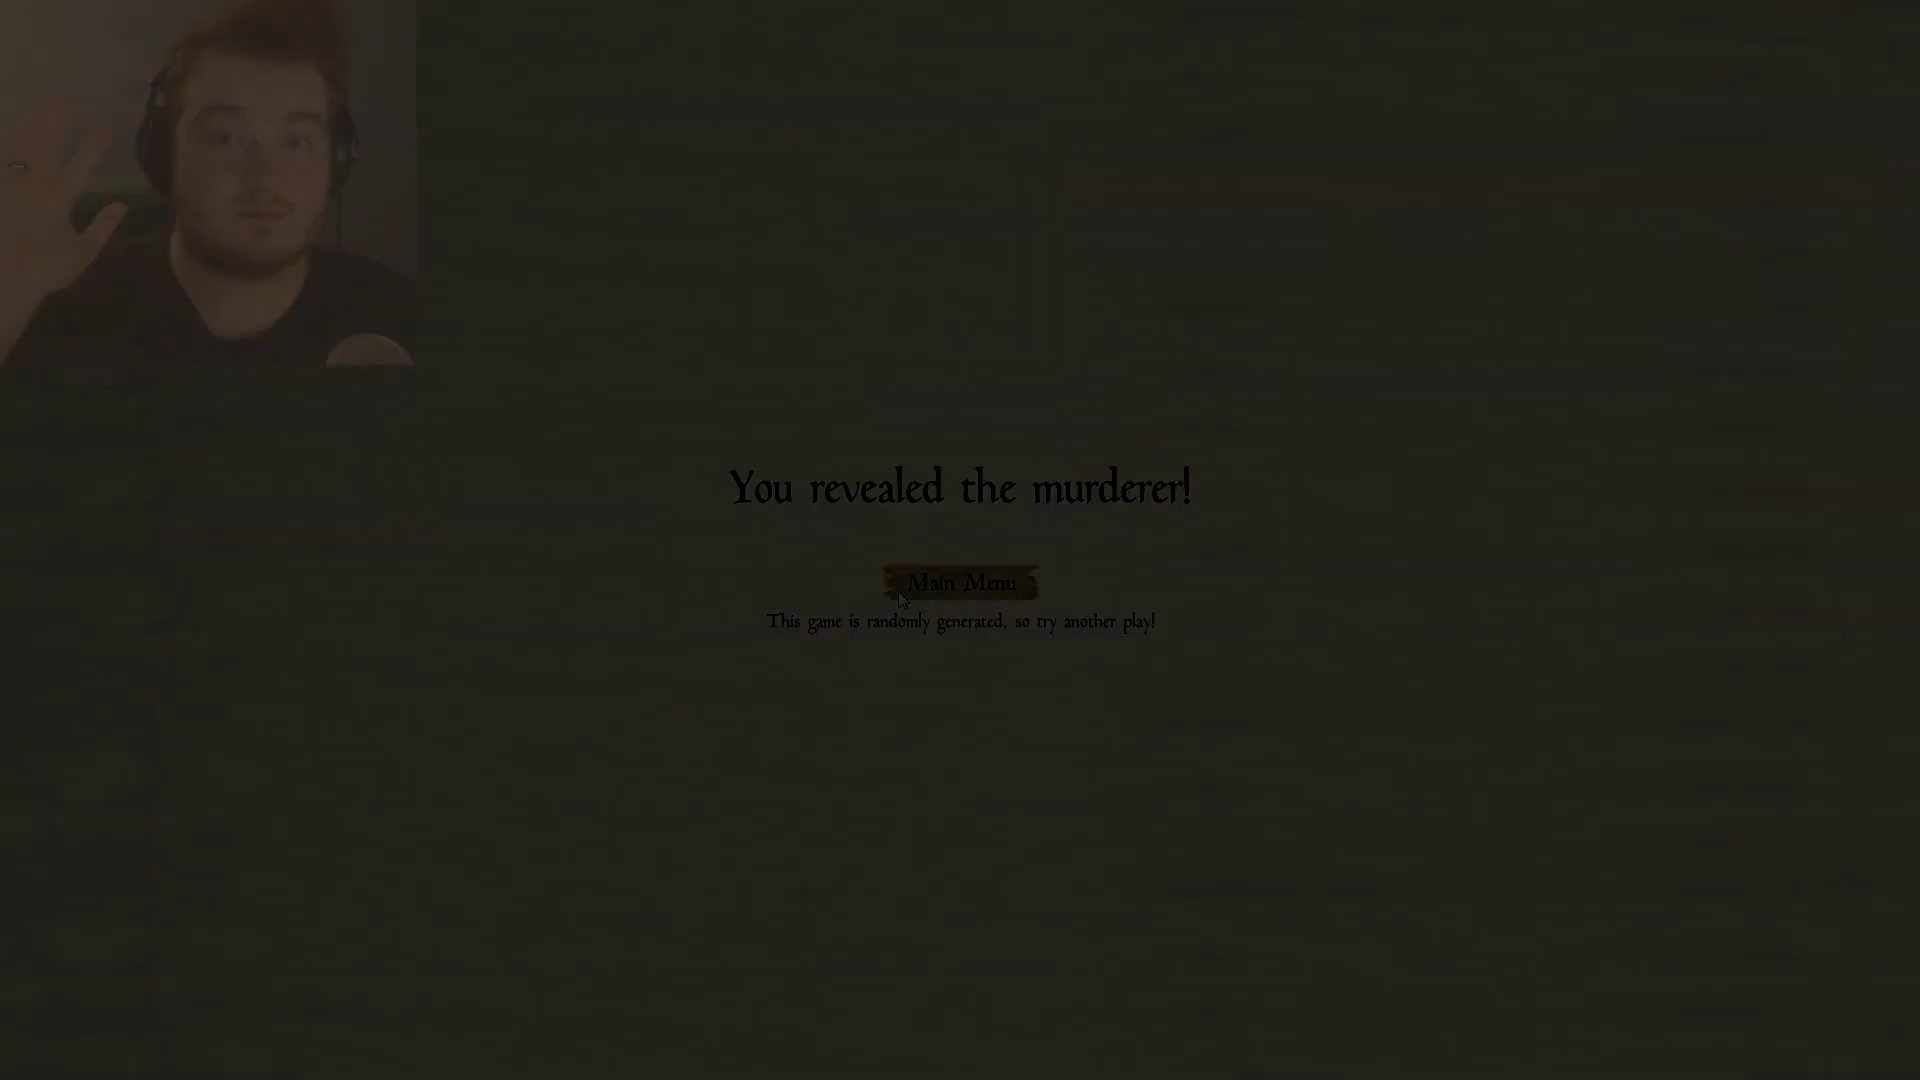 You revealed the murderer!
Main Menu
This game is randomly generated, so try another play!